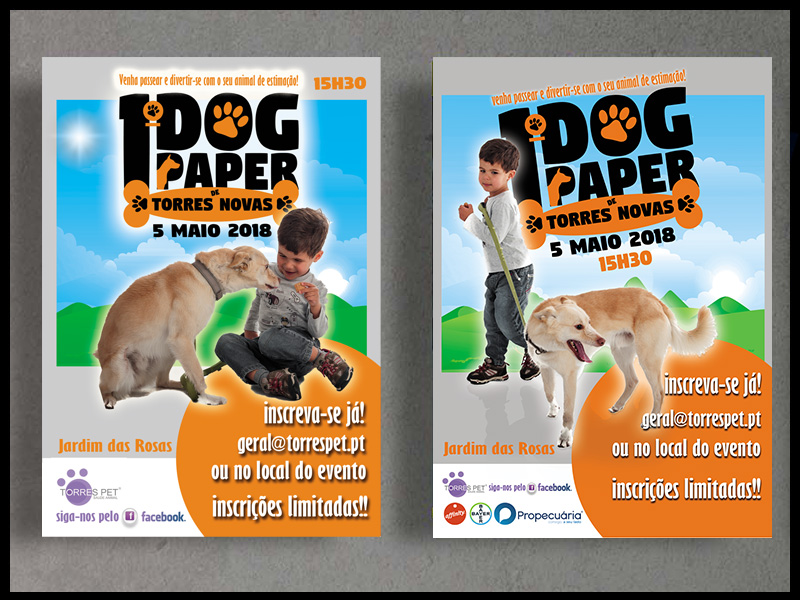 Venha passear e divertir-se com o seu animal de estimação!
15H30
1 DOG
PAPER
DE
TORRES NOVAS
5 MAIO 2018
inscreva-se já!
geral@torrespet.pt
Jardim das Rosas
ou no local do evento
inscrições limitadas!!
TORRES PET
siga-nos pelo facebook.
Venha passear e divertir-se com o seu animal de estimação!
1 DOG
PAPER
DE
TORRES NOVAS
5 MAIO 2018
15H30
inscreva-se já!
geral@torrespet.pt
Jardim das Rosas
ou no local do evento
TORRES PET
siga-nos pelo facebook.
inscrições limitadas!!
affinity
BAYER
Propecuária